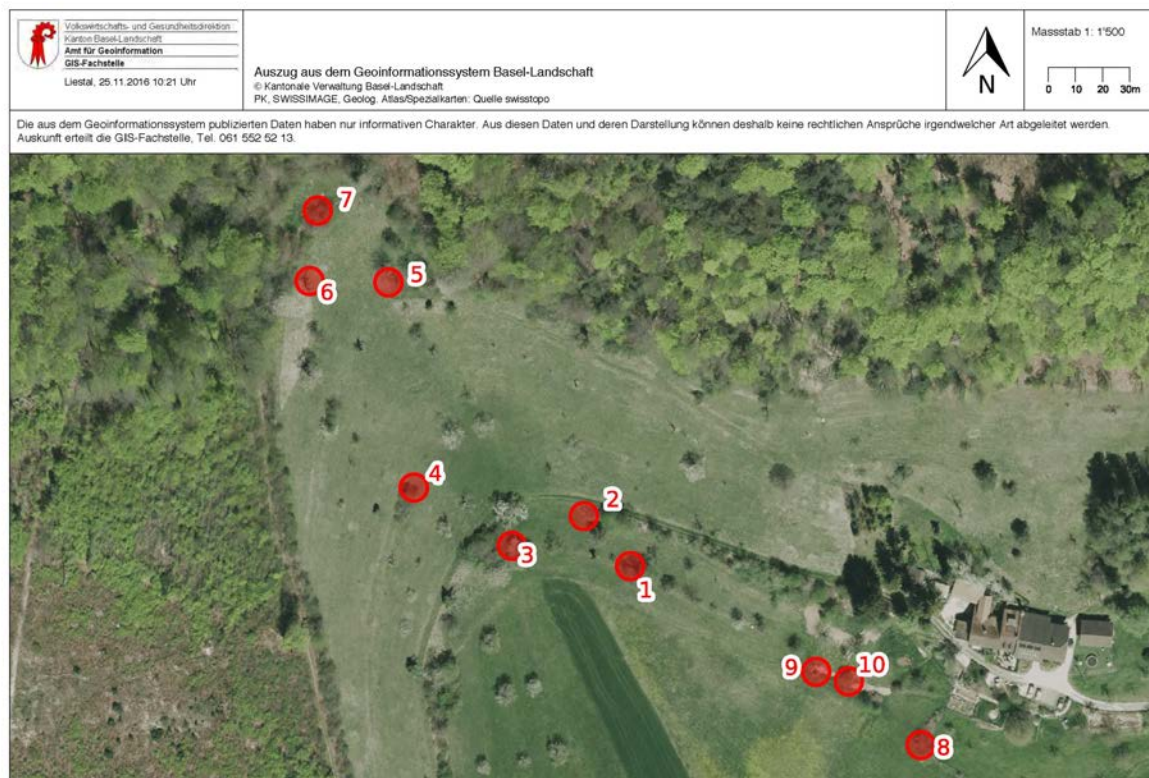 Volkswirtschafts- und Gesundheitsdirektion
Kanton Basel-Landschaft
Amt für Geoinformation
GIS-Fachstelle
Liestal, 25.11.2016 10:21 Uhr
Auszug aus dem Geoinformationssystem Basel-Landschaft
© Kantonale Verwaltung Basel-Landschaft
PK, SWISSIMAGE, Geolog. Atlas/Spezialkarten: Quelle swisstopo
N
Massstab 1: 1'500
0 10 20 30m
Die aus dem Geoinformationssystem publizierten Daten haben nur informativen Charakter. Aus diesen Daten und deren Darstellung können deshalb keine rechtlichen Ansprüche irgendwelcher Art abgeleitet werden.
Auskunft erteilt die GIS-Fachstelle, Tel. 061 552 52 13.
7
5
6
4
2
3
1
9
10
8